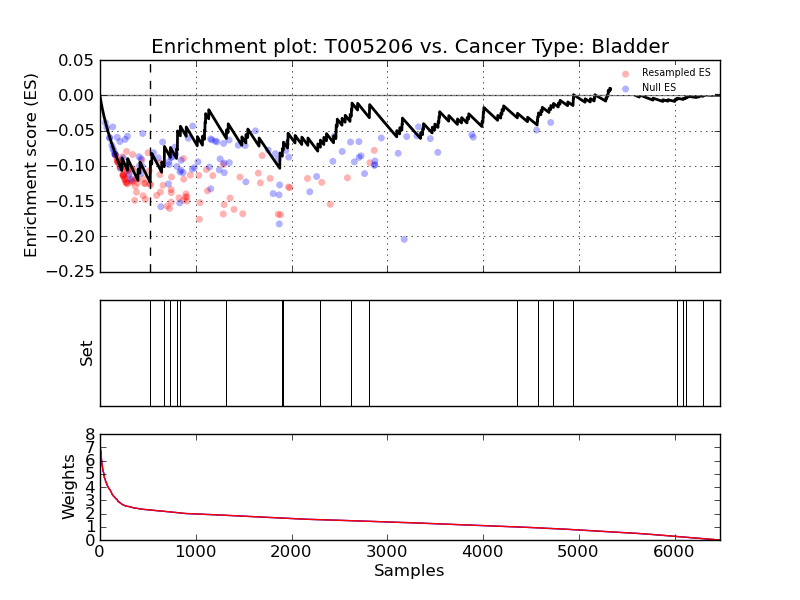 Enrichment plot: T005206 vs. Cancer Type: Bladder
Enrichment score (ES)
0.05
0.00
−0.05
−0.10
−0.15
−0.20
−0.25
Resampled ES
Null ES
Set
Weights
8
7
6
5
4
3
2
1
0
0 1000 2000 3000 4000 5000 6000
Samples